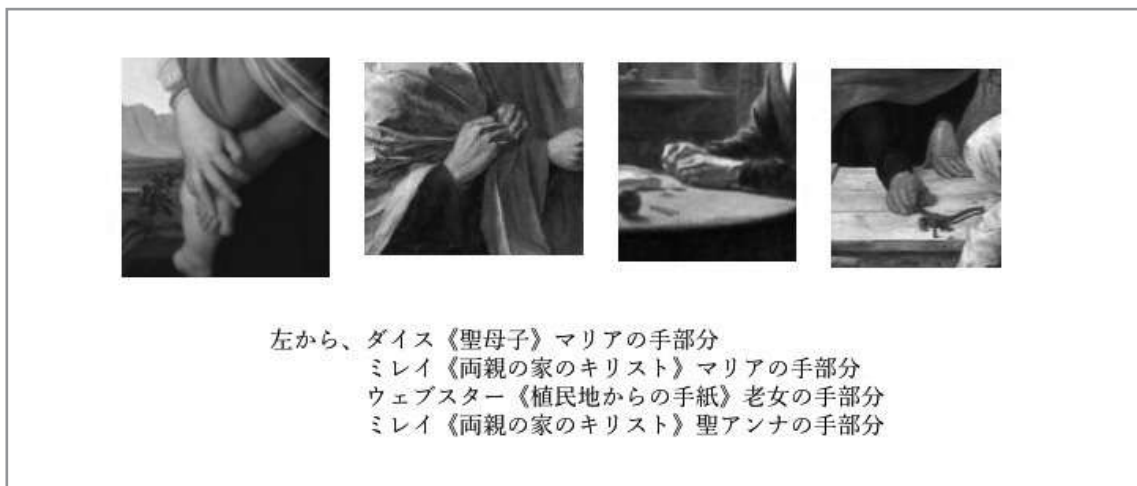 左から、ダイス《聖母子》マリアの手部分
ミレイ《両親の家のキリスト》マリアの手部分
ウェブスター《植民地からの手紙》老女の手部分
ミレイ《両親の家のキリスト》聖アンナの手部分